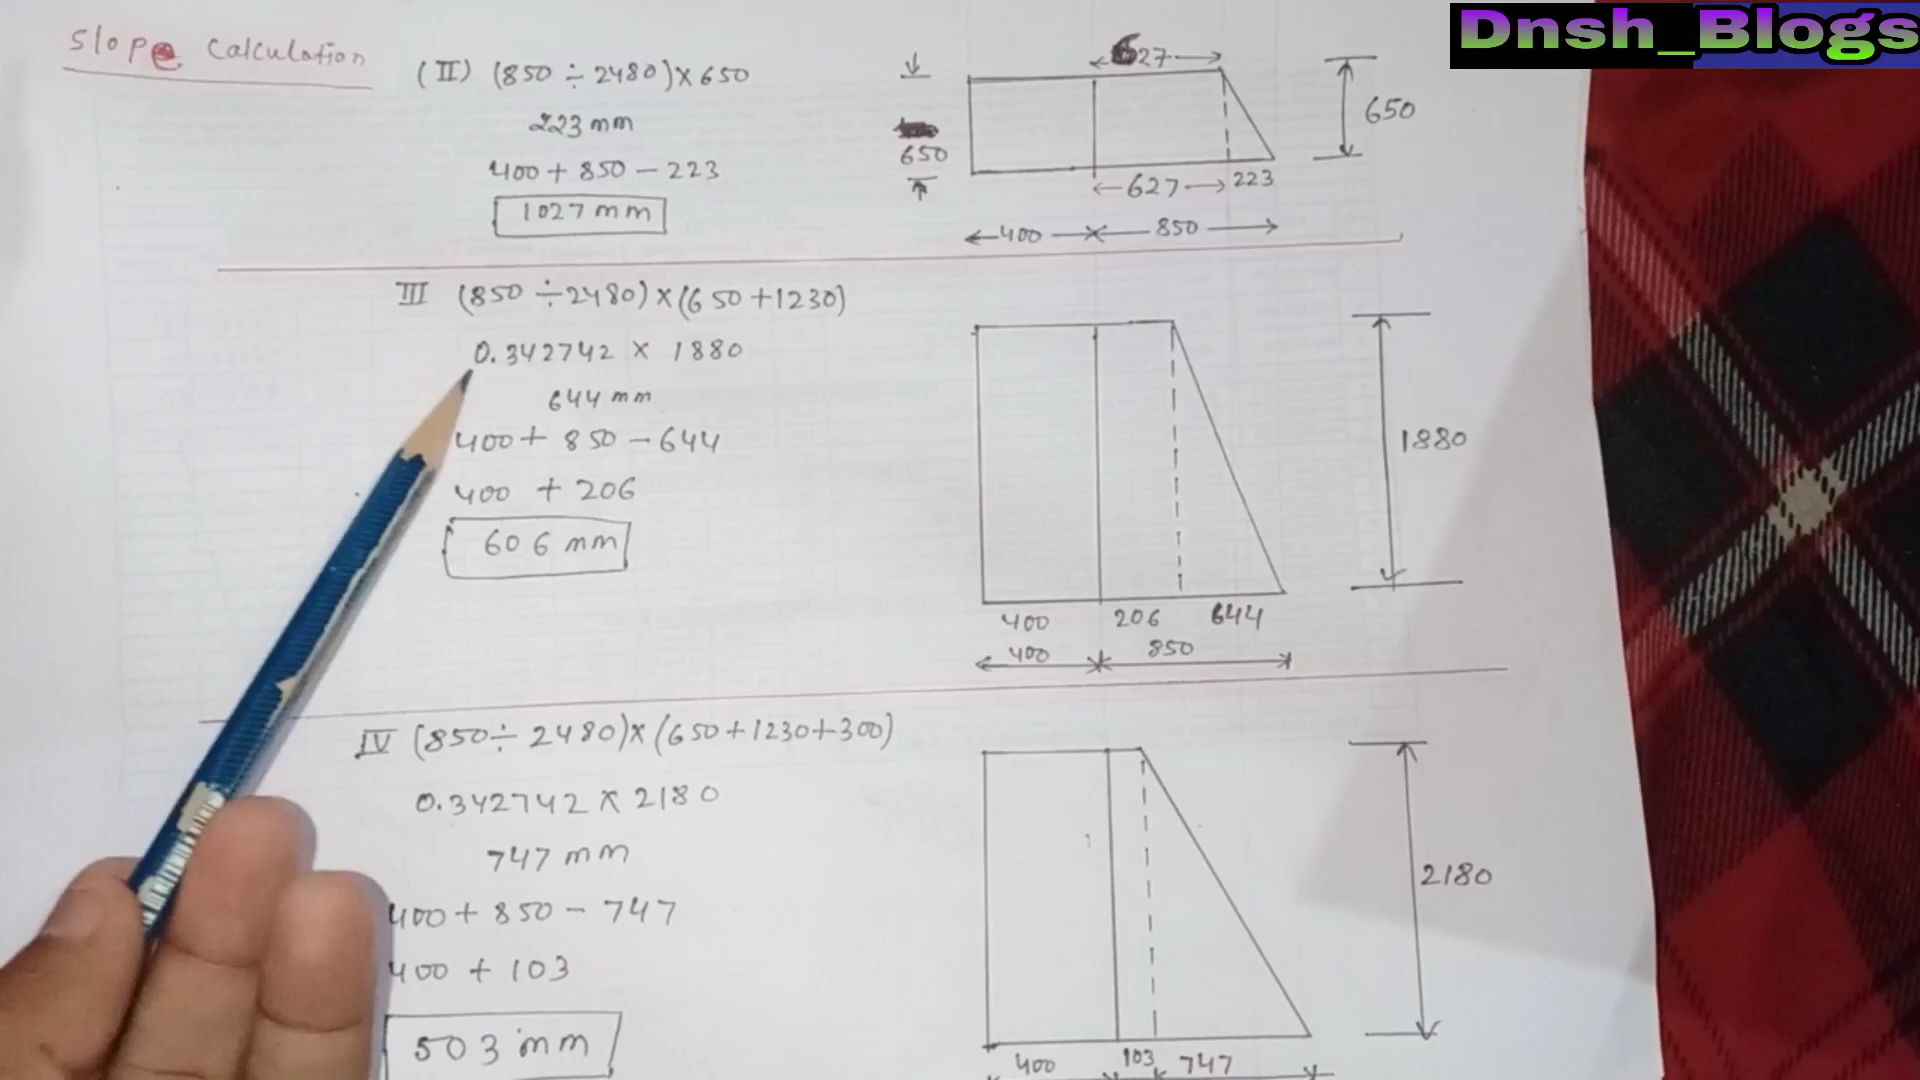 Slope Calculation
Dnsh_Blogs
(II) (850 ÷ 2480) × 650
223 mm
400 + 850 - 223
1027 mm
627
650
650
627 223
400 850
III (850 ÷ 2480) × (650 + 1230)
0.342742 × 1880
644 mm
400 + 850 - 644
400 + 206
606 mm
1880
400 206 644
400 850
IV (850 ÷ 2480) × (650 + 1230 + 300)
0.342742 × 2180
747 mm
400 + 850 - 747
400 + 103
503 mm
2180
400 103 747